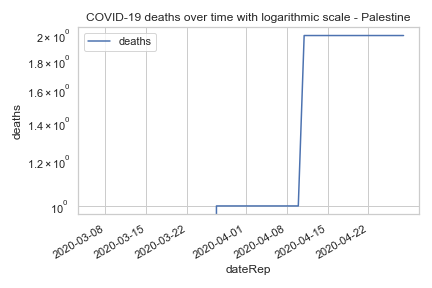 COVID-19 deaths over time with logarithmic scale - Palestine
deaths
2 × 10⁰
1.8 × 10⁰
1.6 × 10⁰
1.4 × 10⁰
1.2 × 10⁰
10⁰
deaths
2020-03-08
2020-03-15
2020-03-22
2020-04-01
2020-04-08
2020-04-15
2020-04-22
dateRep